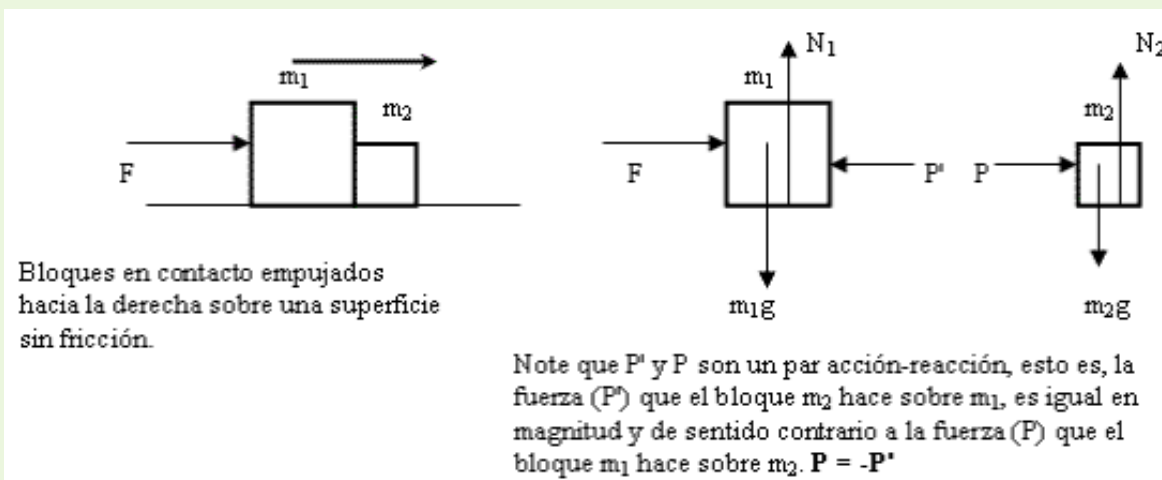 m₁
m₂
F
Bloques en contacto empujados
hacia la derecha sobre una superficie
sin fricción.
N₁
m₁
F
P'
m₁g
N₂
m₂
P
m₂g
Note que P' y P son un par acción-reacción, esto es, la
fuerza (P') que el bloque m₂ hace sobre m₁, es igual en
magnitud y de sentido contrario a la fuerza (P) que el
bloque m₁ hace sobre m₂. P = -P'